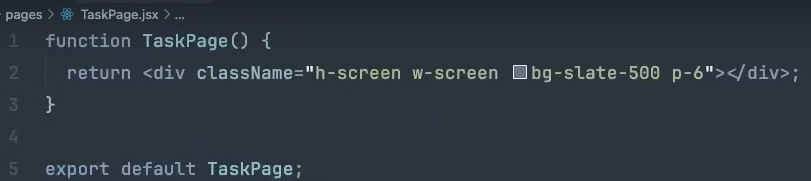 pages > TaskPage.jsx > ...
1 function TaskPage() {
2 return <div className="h-screen w-screen bg-slate-500 p-6"></div>;
3 }
4
5 export default TaskPage;